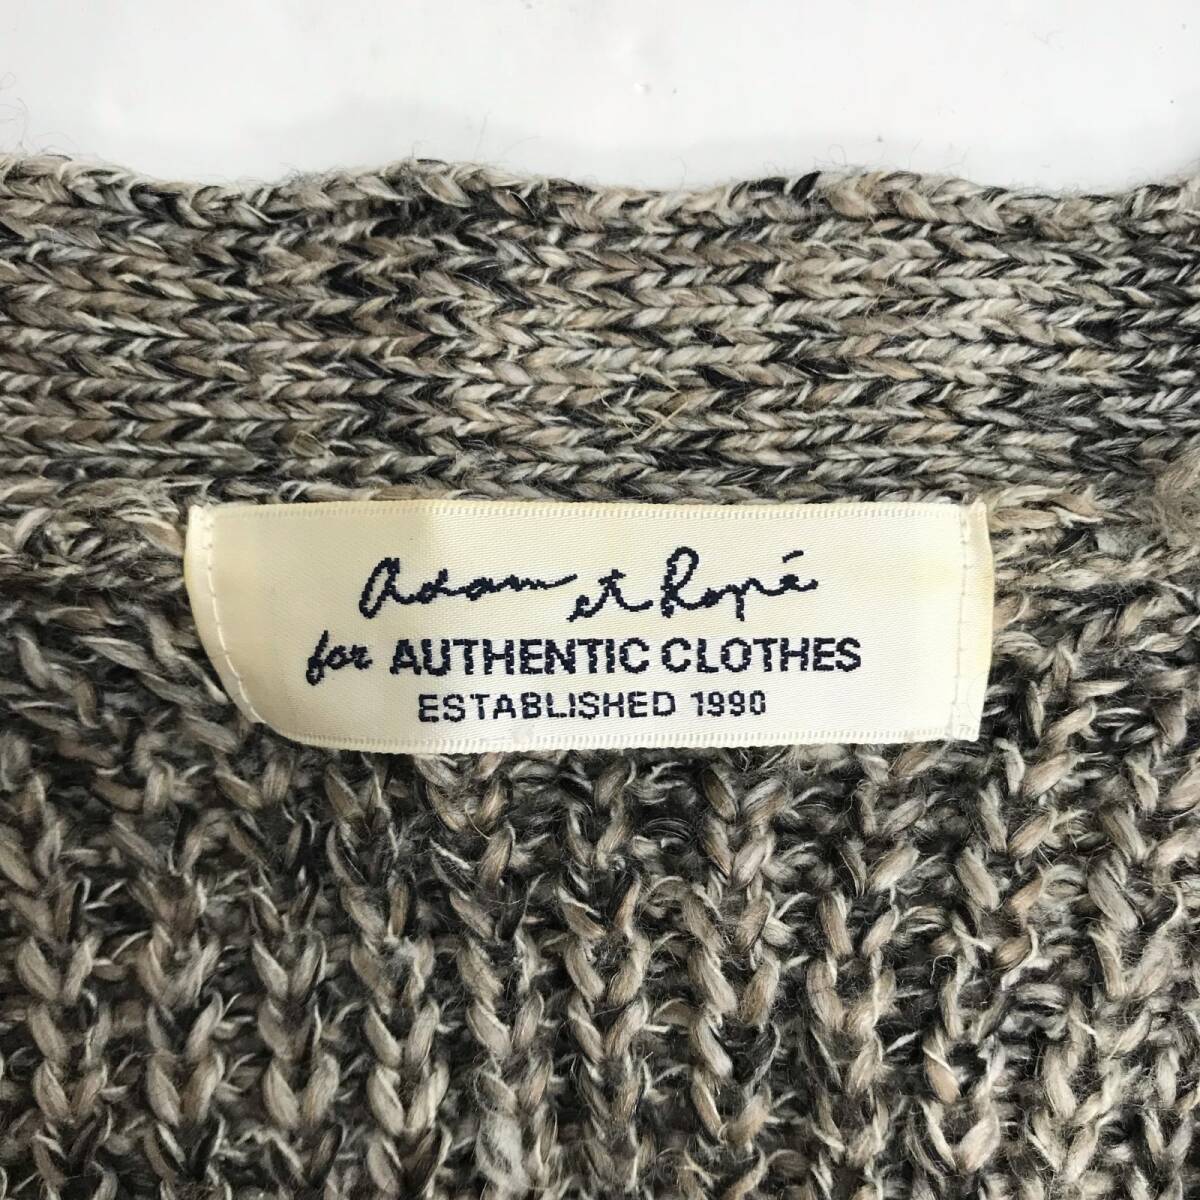 adam et Ropé
for AUTHENTIC CLOTHES
ESTABLISHED 1990